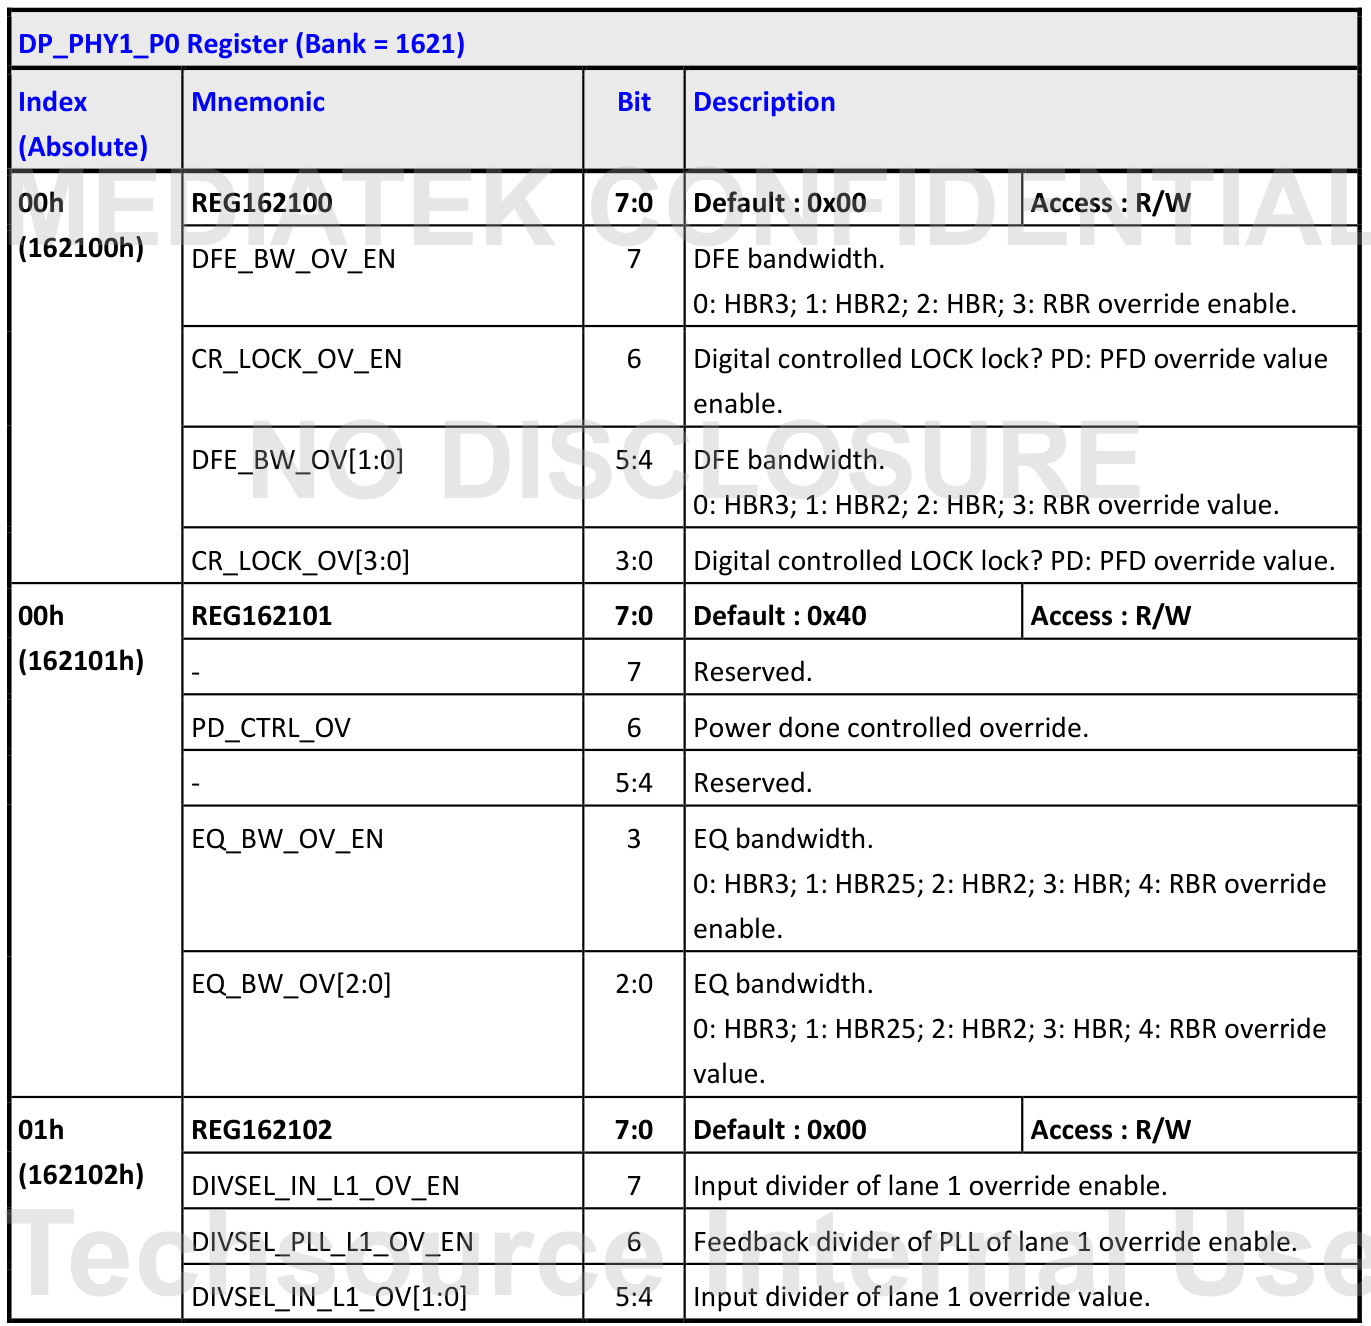 DP_PHY1_P0 Register (Bank = 1621)
Index (Absolute) Mnemonic Bit Description
00h (162100h) REG162100 7:0 Default : 0x00 Access : R/W
DFE_BW_OV_EN 7 DFE bandwidth.
0: HBR3; 1: HBR2; 2: HBR; 3: RBR override enable.
CR_LOCK_OV_EN 6 Digital controlled LOCK lock? PD: PFD override value
enable.
DFE_BW_OV[1:0] 5:4 DFE bandwidth.
0: HBR3; 1: HBR2; 2: HBR; 3: RBR override value.
CR_LOCK_OV[3:0] 3:0 Digital controlled LOCK lock? PD: PFD override value.
00h (162101h) REG162101 7:0 Default : 0x40 Access : R/W
- 7 Reserved.
PD_CTRL_OV 6 Power done controlled override.
- 5:4 Reserved.
EQ_BW_OV_EN 3 EQ bandwidth.
0: HBR3; 1: HBR25; 2: HBR2; 3: HBR; 4: RBR override
enable.
EQ_BW_OV[2:0] 2:0 EQ bandwidth.
0: HBR3; 1: HBR25; 2: HBR2; 3: HBR; 4: RBR override
value.
01h (162102h) REG162102 7:0 Default : 0x00 Access : R/W
DIVSEL_IN_L1_OV_EN 7 Input divider of lane 1 override enable.
DIVSEL_PLL_L1_OV_EN 6 Feedback divider of PLL of lane 1 override enable.
DIVSEL_IN_L1_OV[1:0] 5:4 Input divider of lane 1 override value.
MEDIATEK CONFIDENTIAL
NO DISCLOSURE
Techsource Internal Use